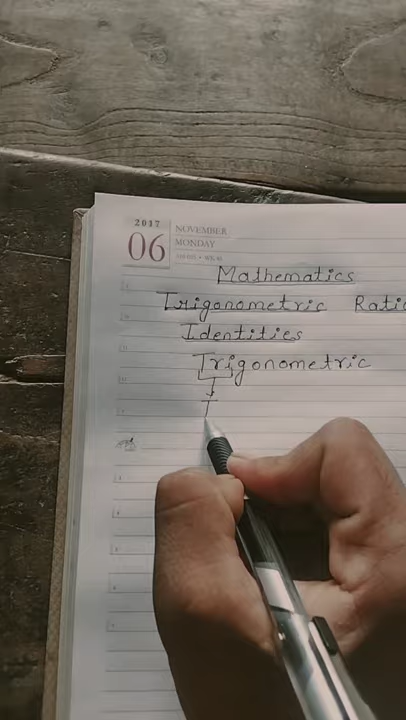 2017
06
NOVEMBER
MONDAY
Mathematics
Trigonometric Ratio
Identities
Trigonometric
T